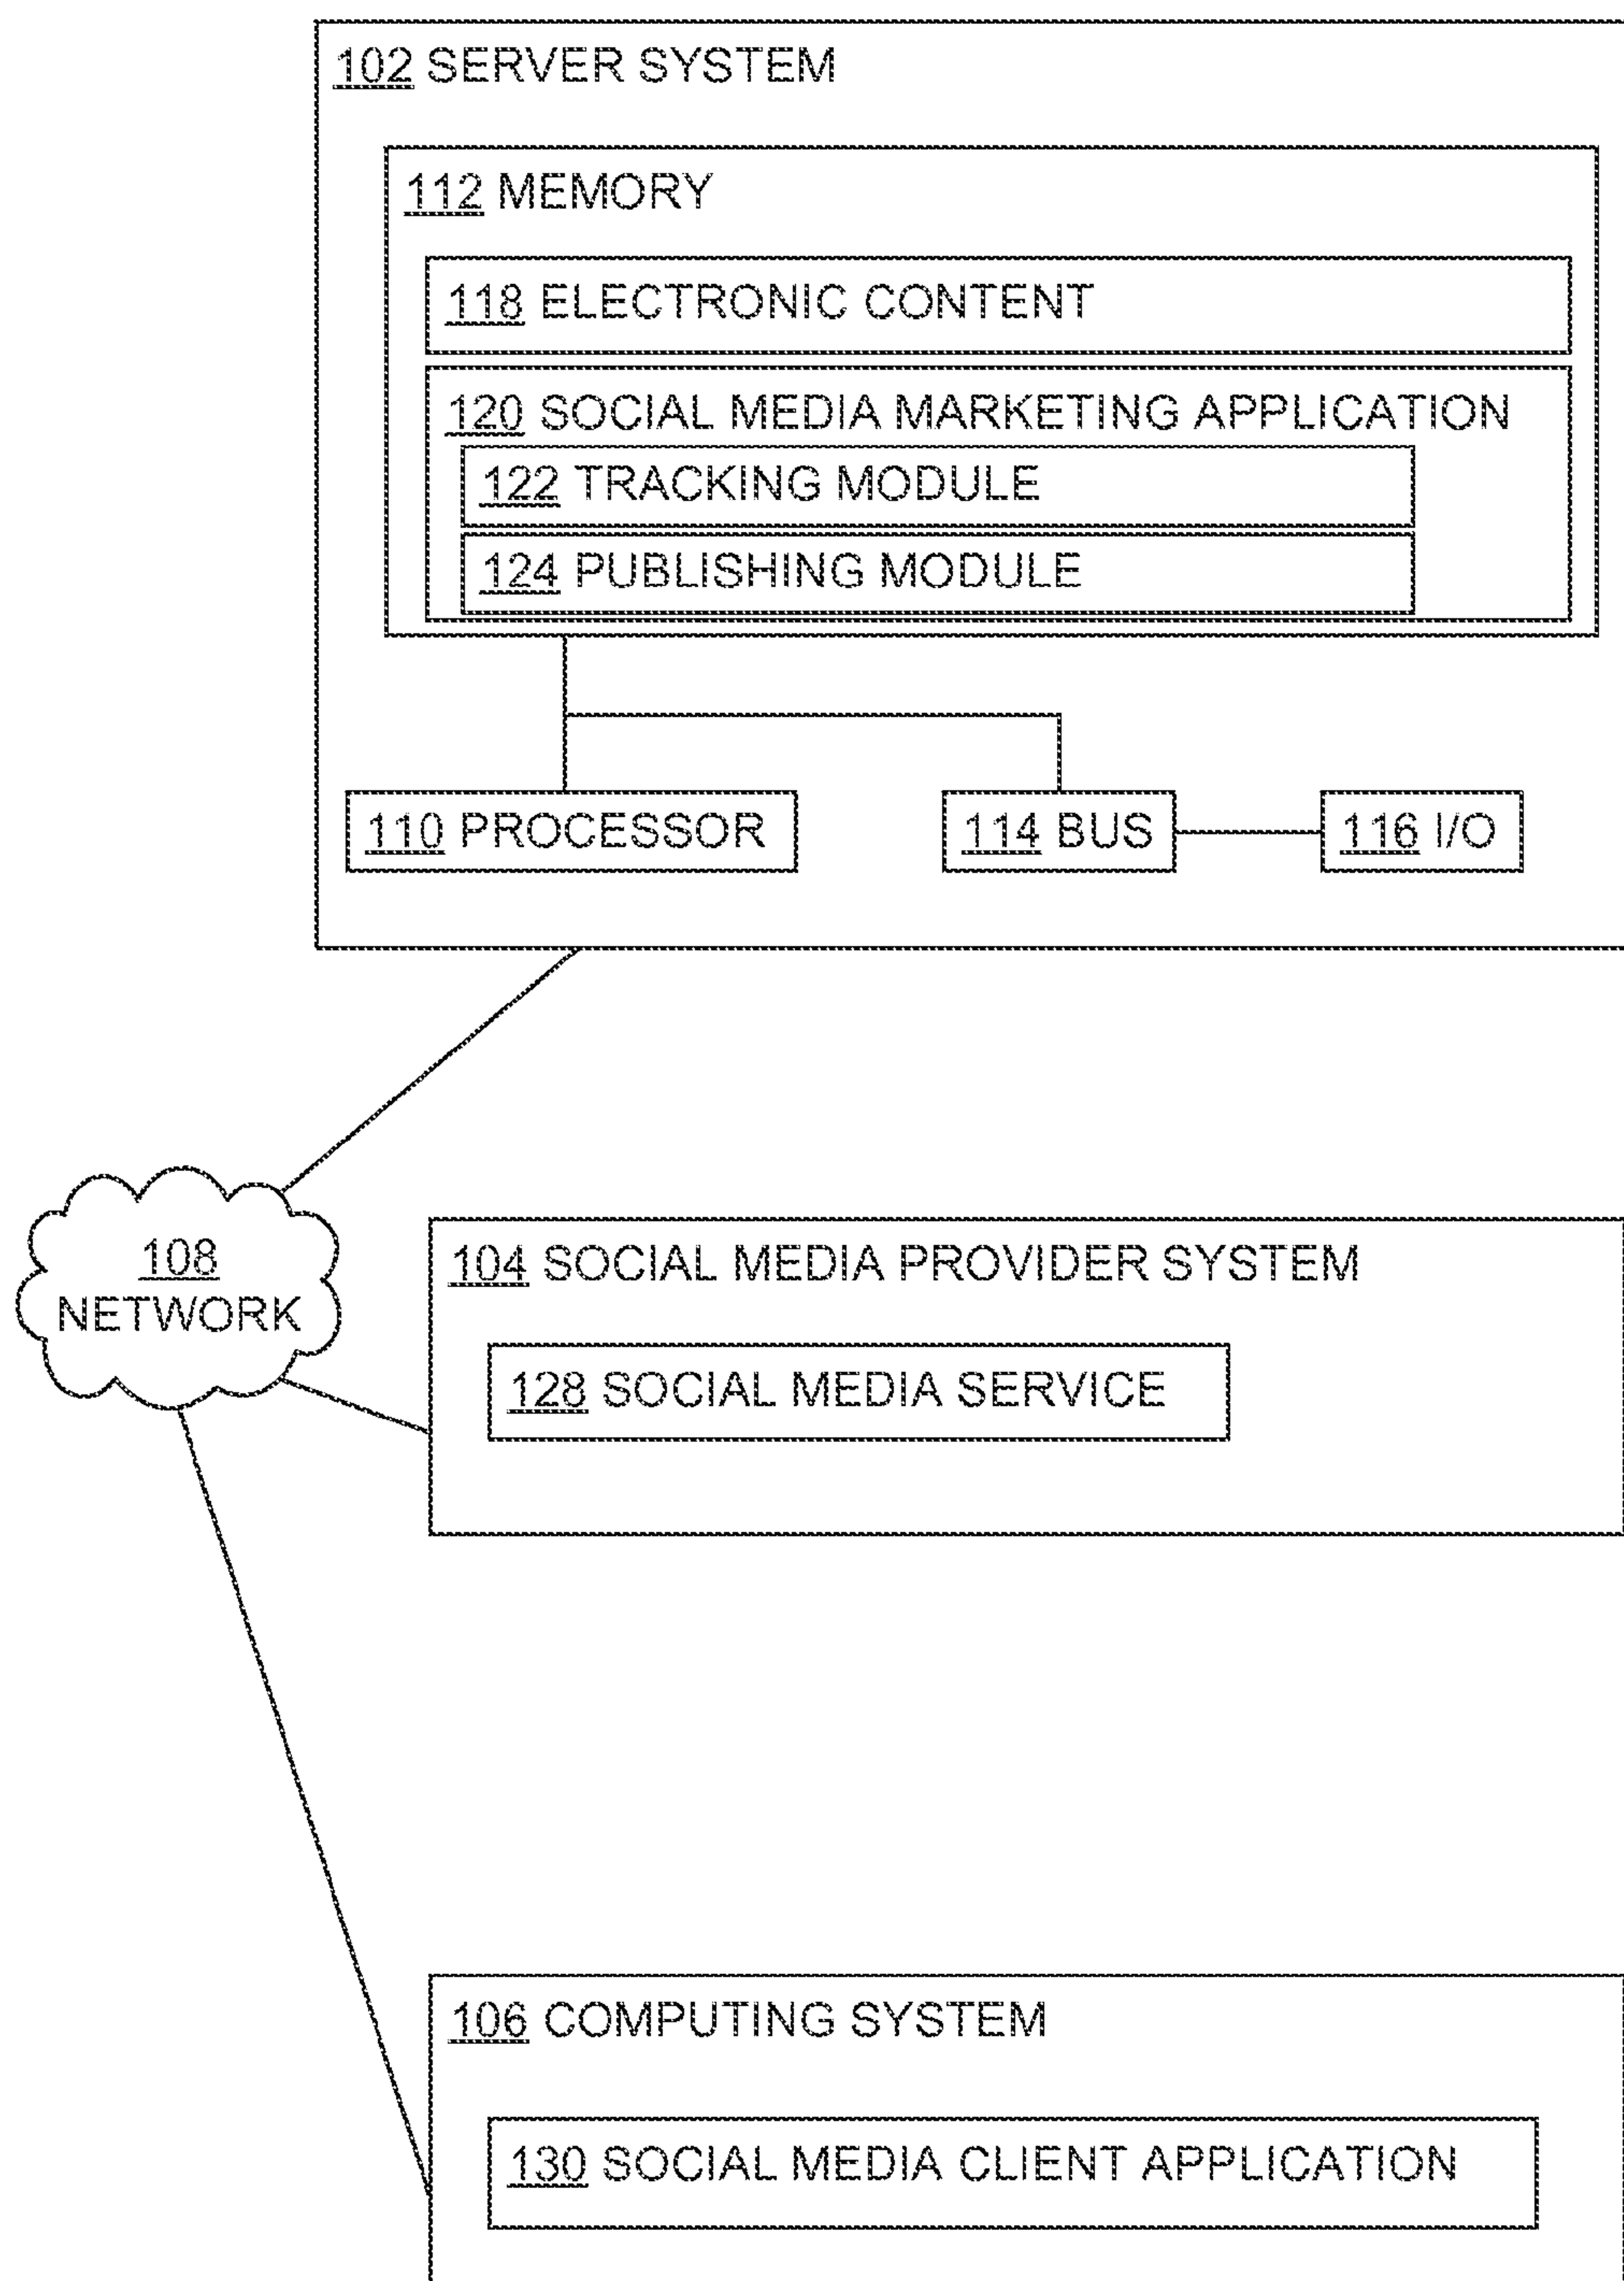 102 SERVER SYSTEM
112 MEMORY
118 ELECTRONIC CONTENT
120 SOCIAL MEDIA MARKETING APPLICATION
122 TRACKING MODULE
124 PUBLISHING MODULE
110 PROCESSOR
114 BUS
116 I/O
108
NETWORK
104 SOCIAL MEDIA PROVIDER SYSTEM
128 SOCIAL MEDIA SERVICE
106 COMPUTING SYSTEM
130 SOCIAL MEDIA CLIENT APPLICATION